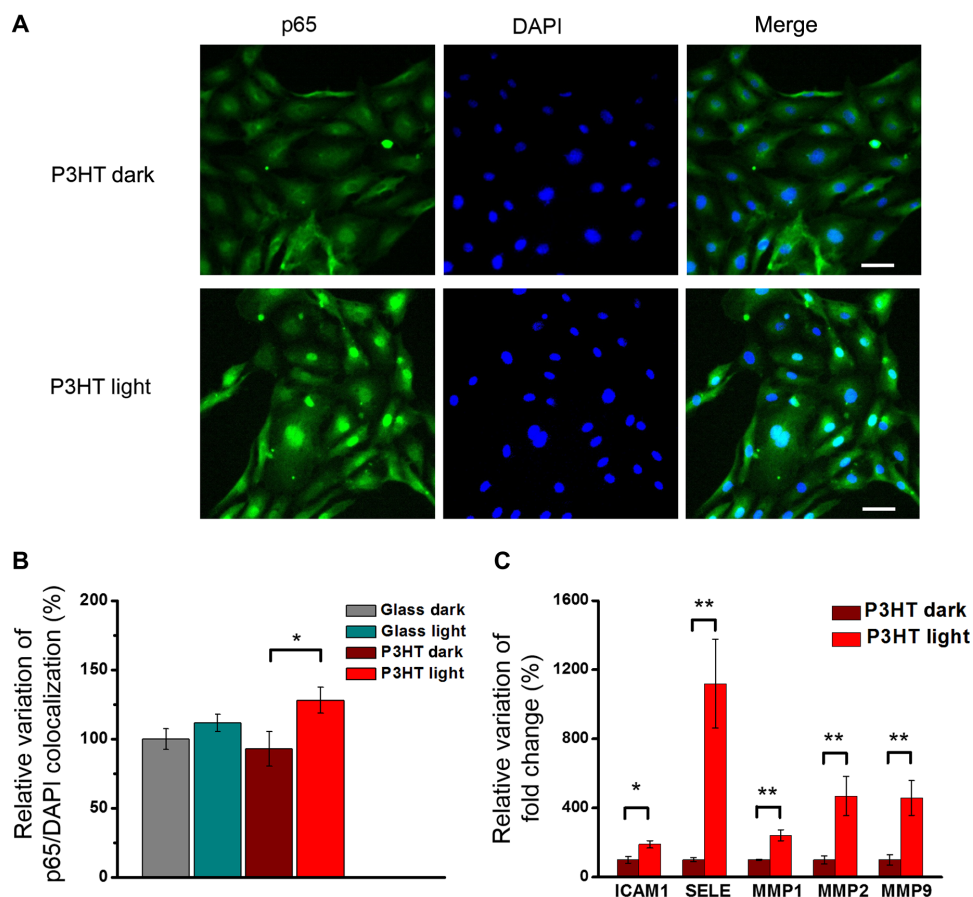 A
p65
DAPI
Merge
P3HT dark
P3HT light
B
Relative variation of
p65/DAPI colocalization (%)
200
150
100
50
0
Glass dark
Glass light
P3HT dark
P3HT light
*
C
Relative variation of
fold change (%)
1600
1200
800
400
0
P3HT dark
P3HT light
*
**
**
**
**
ICAM1 SELE MMP1 MMP2 MMP9